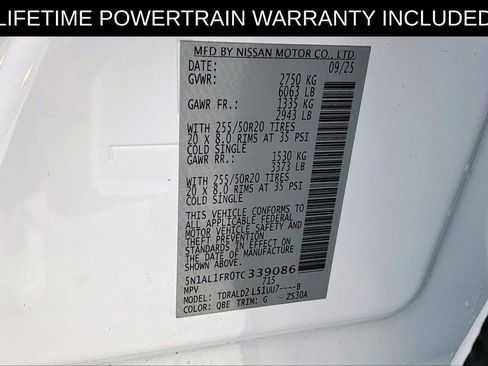 LIFETIME POWERTRAIN WARRANTY INCLUDED
MFD BY NISSAN MOTOR CO., LTD.
DATE: 09/25
GVWR: 2750 KG
6063 LB
GAWR FR.: 1335 KG
2943 LB
WITH 255/50R20 TIRES
20 X 8.0 RIMS AT 35 PSI
COLD SINGLE
GAWR RR.: 1530 KG
3373 LB
WITH 255/50R20 TIRES
20 X 8.0 RIMS AT 35 PSI
COLD SINGLE
THIS VEHICLE CONFORMS TO
ALL APPLICABLE FEDERAL
MOTOR VEHICLE SAFETY AND
THEFT PREVENTION
STANDARDS IN EFFECT ON
THE DATE OF MANUFACTURE
5N1AL1FR0TC339086
MPV 715
MODEL: TDRALD2 L51UU7----B
COLOR: QBE TRIM: G ZS30A